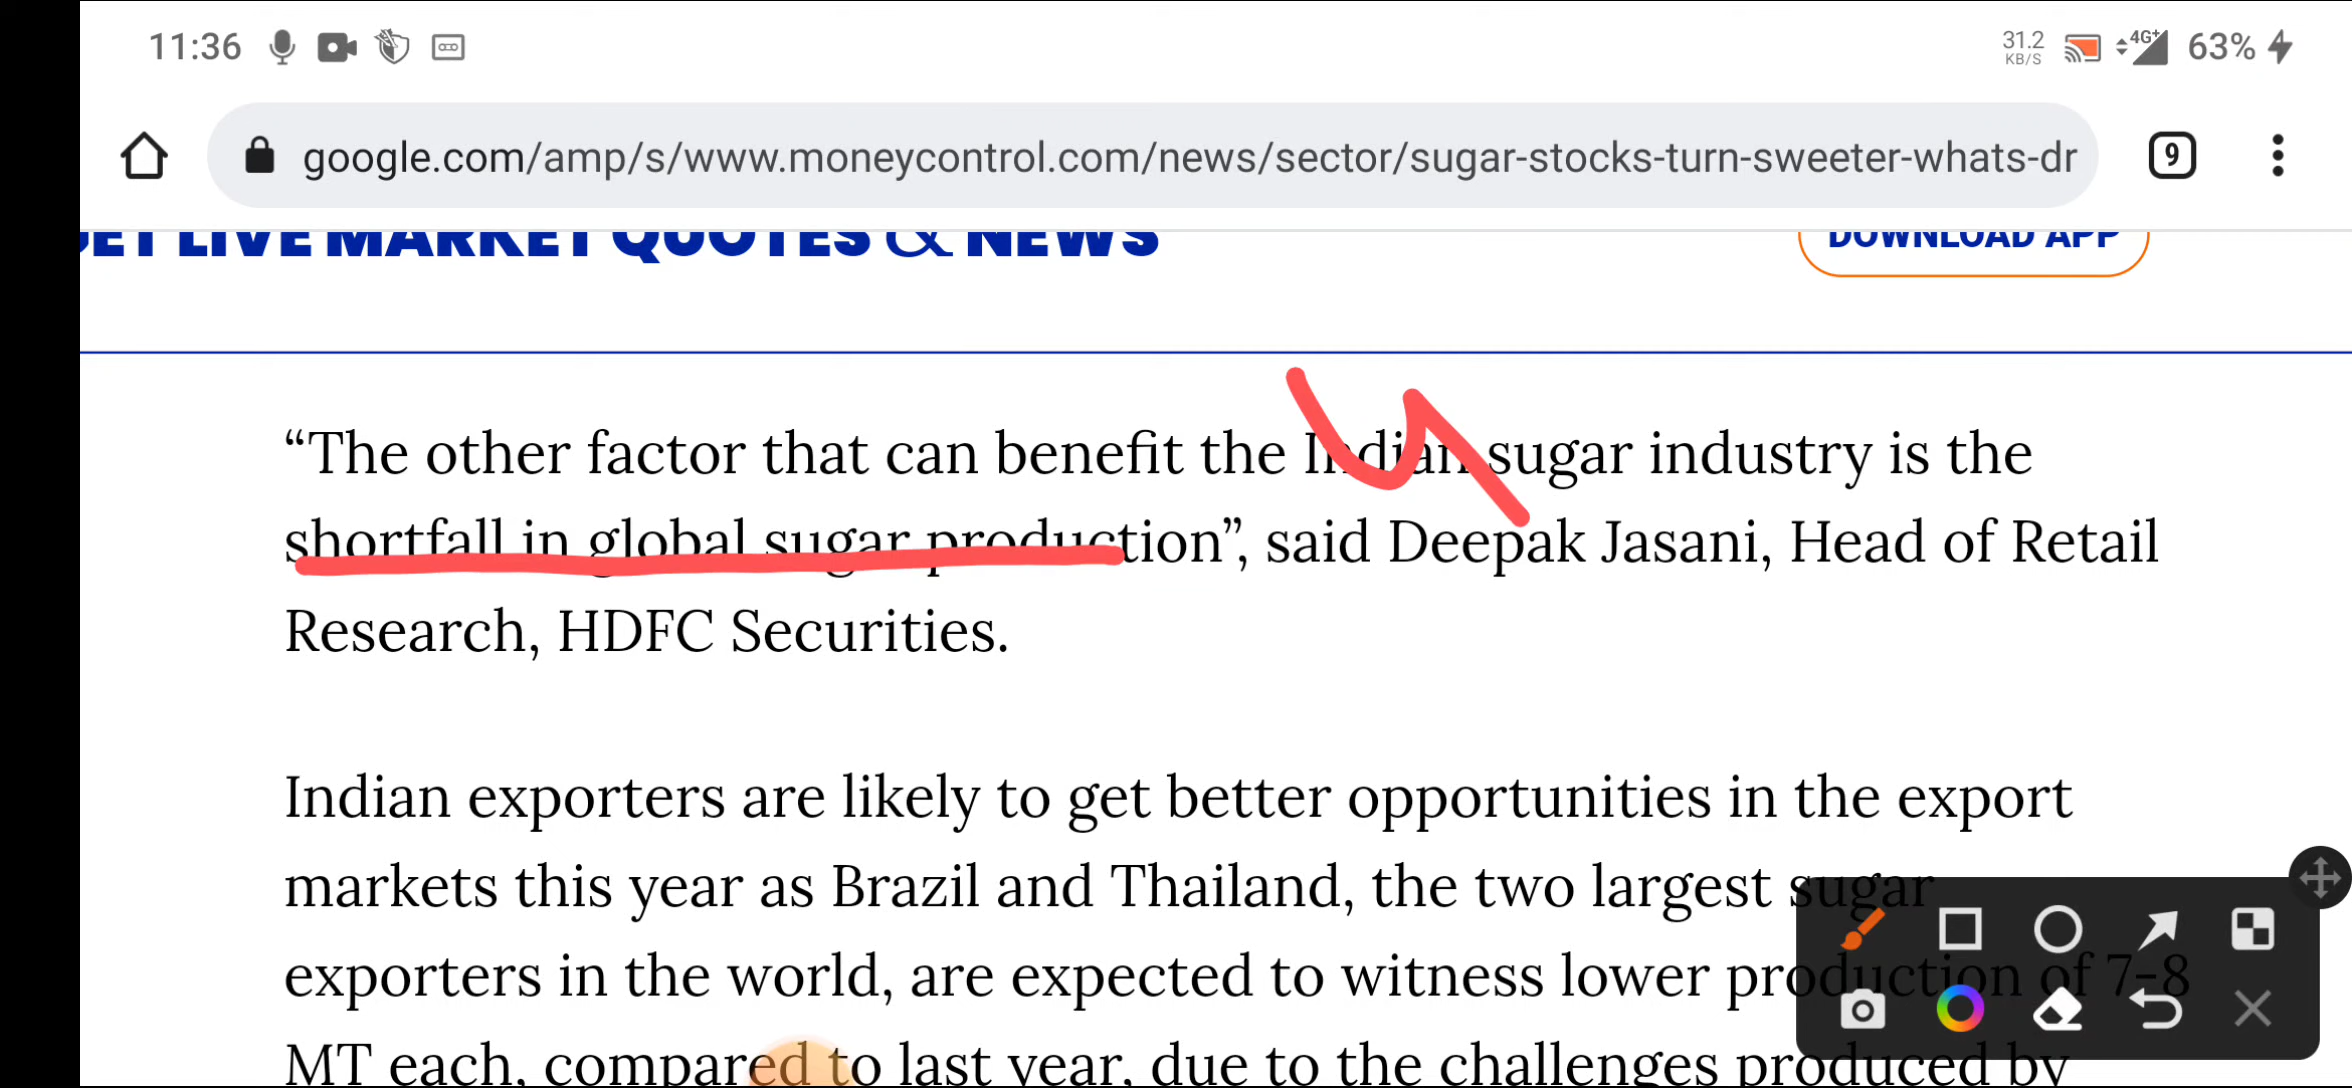 11:36
31.2
KB/S
4G+
63%
google.com/amp/s/www.moneycontrol.com/news/sector/sugar-stocks-turn-sweeter-whats-dr
9
ET LIVE MARKET QUOTES & NEWS
DOWNLOAD APP
“The other factor that can benefit the Indian sugar industry is the
shortfall in global sugar production”, said Deepak Jasani, Head of Retail
Research, HDFC Securities.
Indian exporters are likely to get better opportunities in the export
markets this year as Brazil and Thailand, the two largest sugar
exporters in the world, are expected to witness lower production of 7-8
MT each, compared to last year, due to the challenges produced by